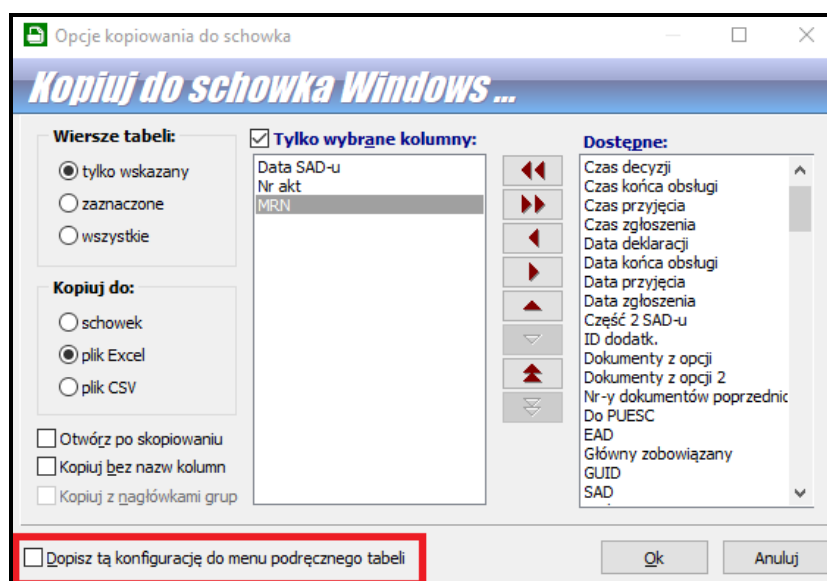 Opcje kopiowania do schowka
Kopiuj do schowka Windows ...
Wiersze tabeli:
tylko wskazany
zaznaczone
wszystkie
Kopiuj do:
schowek
plik Excel
plik CSV
Otwórz po skopiowaniu
Kopiuj bez nazw kolumn
Kopiuj z nagłówkami grup
Tylko wybrane kolumny:
Data SAD-u
Nr akt
MRN
Dostępne:
Czas decyzji
Czas końca obsługi
Czas przyjęcia
Czas zgłoszenia
Data deklaracji
Data końca obsługi
Data przyjęcia
Data zgłoszenia
Część 2 SAD-u
ID dodatk.
Dokumenty z opcji
Dokumenty z opcji 2
Nr-y dokumentów poprzednic
Do PUESC
EAD
Główny zobowiązany
GUID
SAD
Dopisz tą konfigurację do menu podręcznego tabeli
Ok
Anuluj